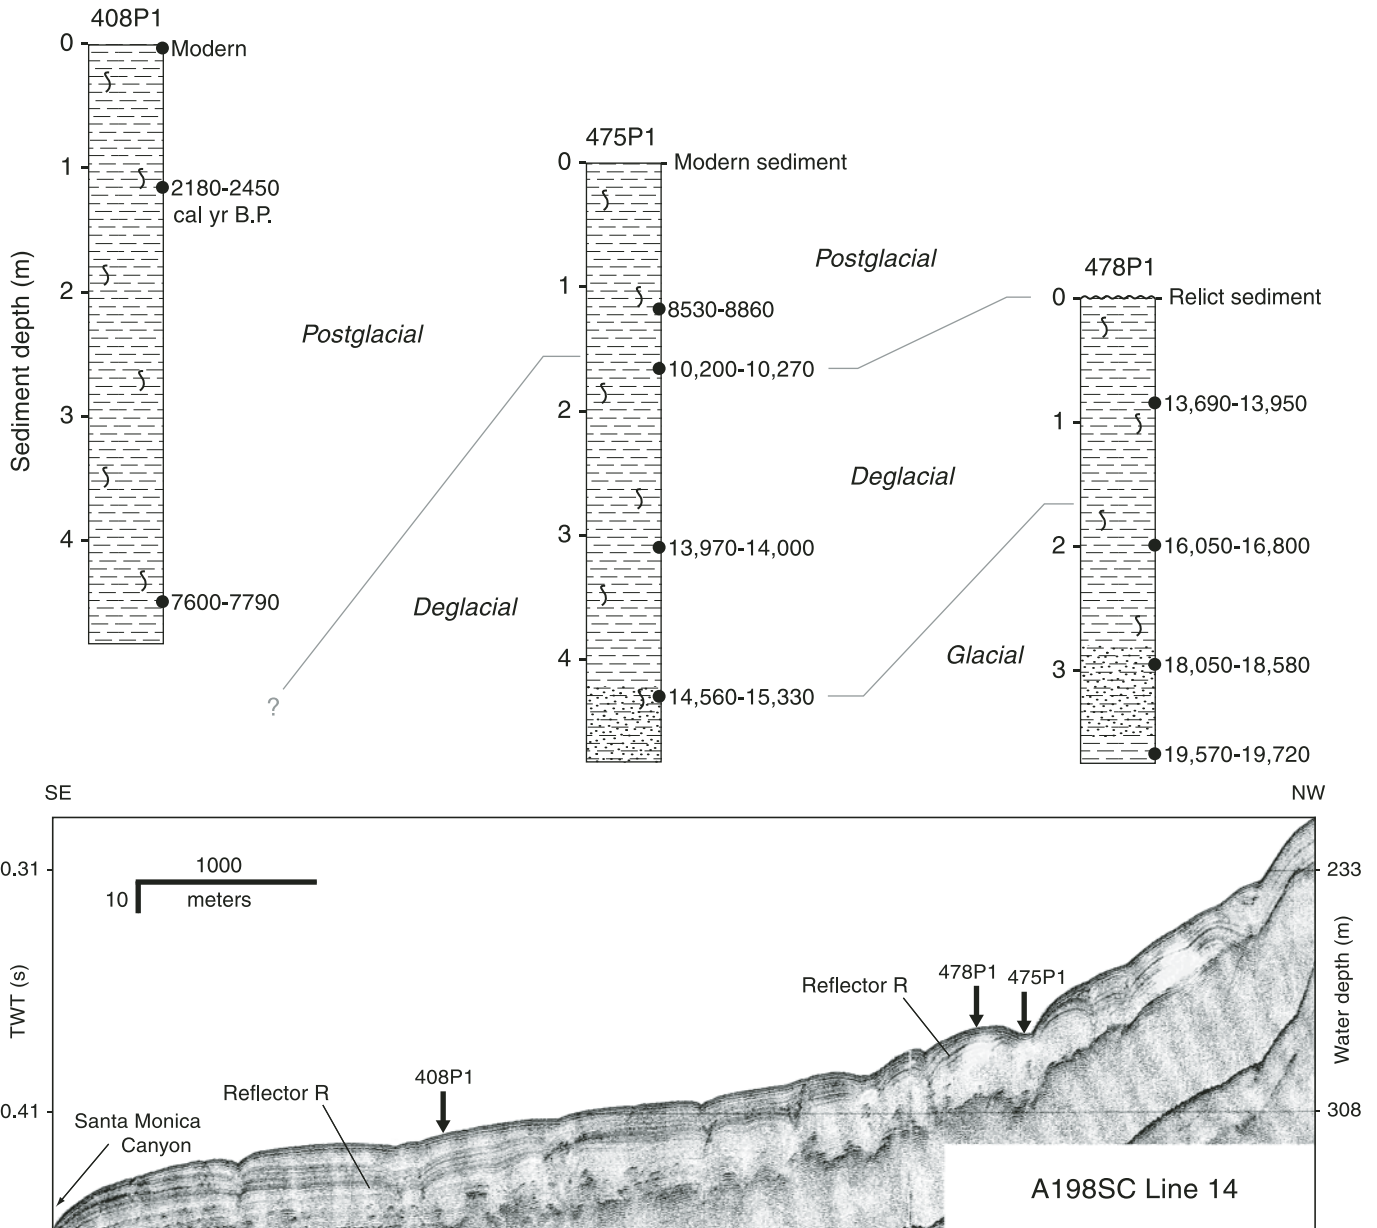 408P1
0
Modern
1
2180-2450
cal yr B.P.
2
3
4
7600-7790
Sediment depth (m)
Postglacial
475P1
0
Modern sediment
1
8530-8860
10,200-10,270
2
3
13,970-14,000
4
14,560-15,330
Deglacial
?
Postglacial
Deglacial
Glacial
478P1
0
Relict sediment
13,690-13,950
1
2
16,050-16,800
3
18,050-18,580
19,570-19,720
SE
NW
0.31
1000
10
meters
233
TWT (s)
Water depth (m)
Reflector R
478P1
475P1
408P1
Reflector R
0.41
308
Santa Monica
Canyon
A198SC Line 14